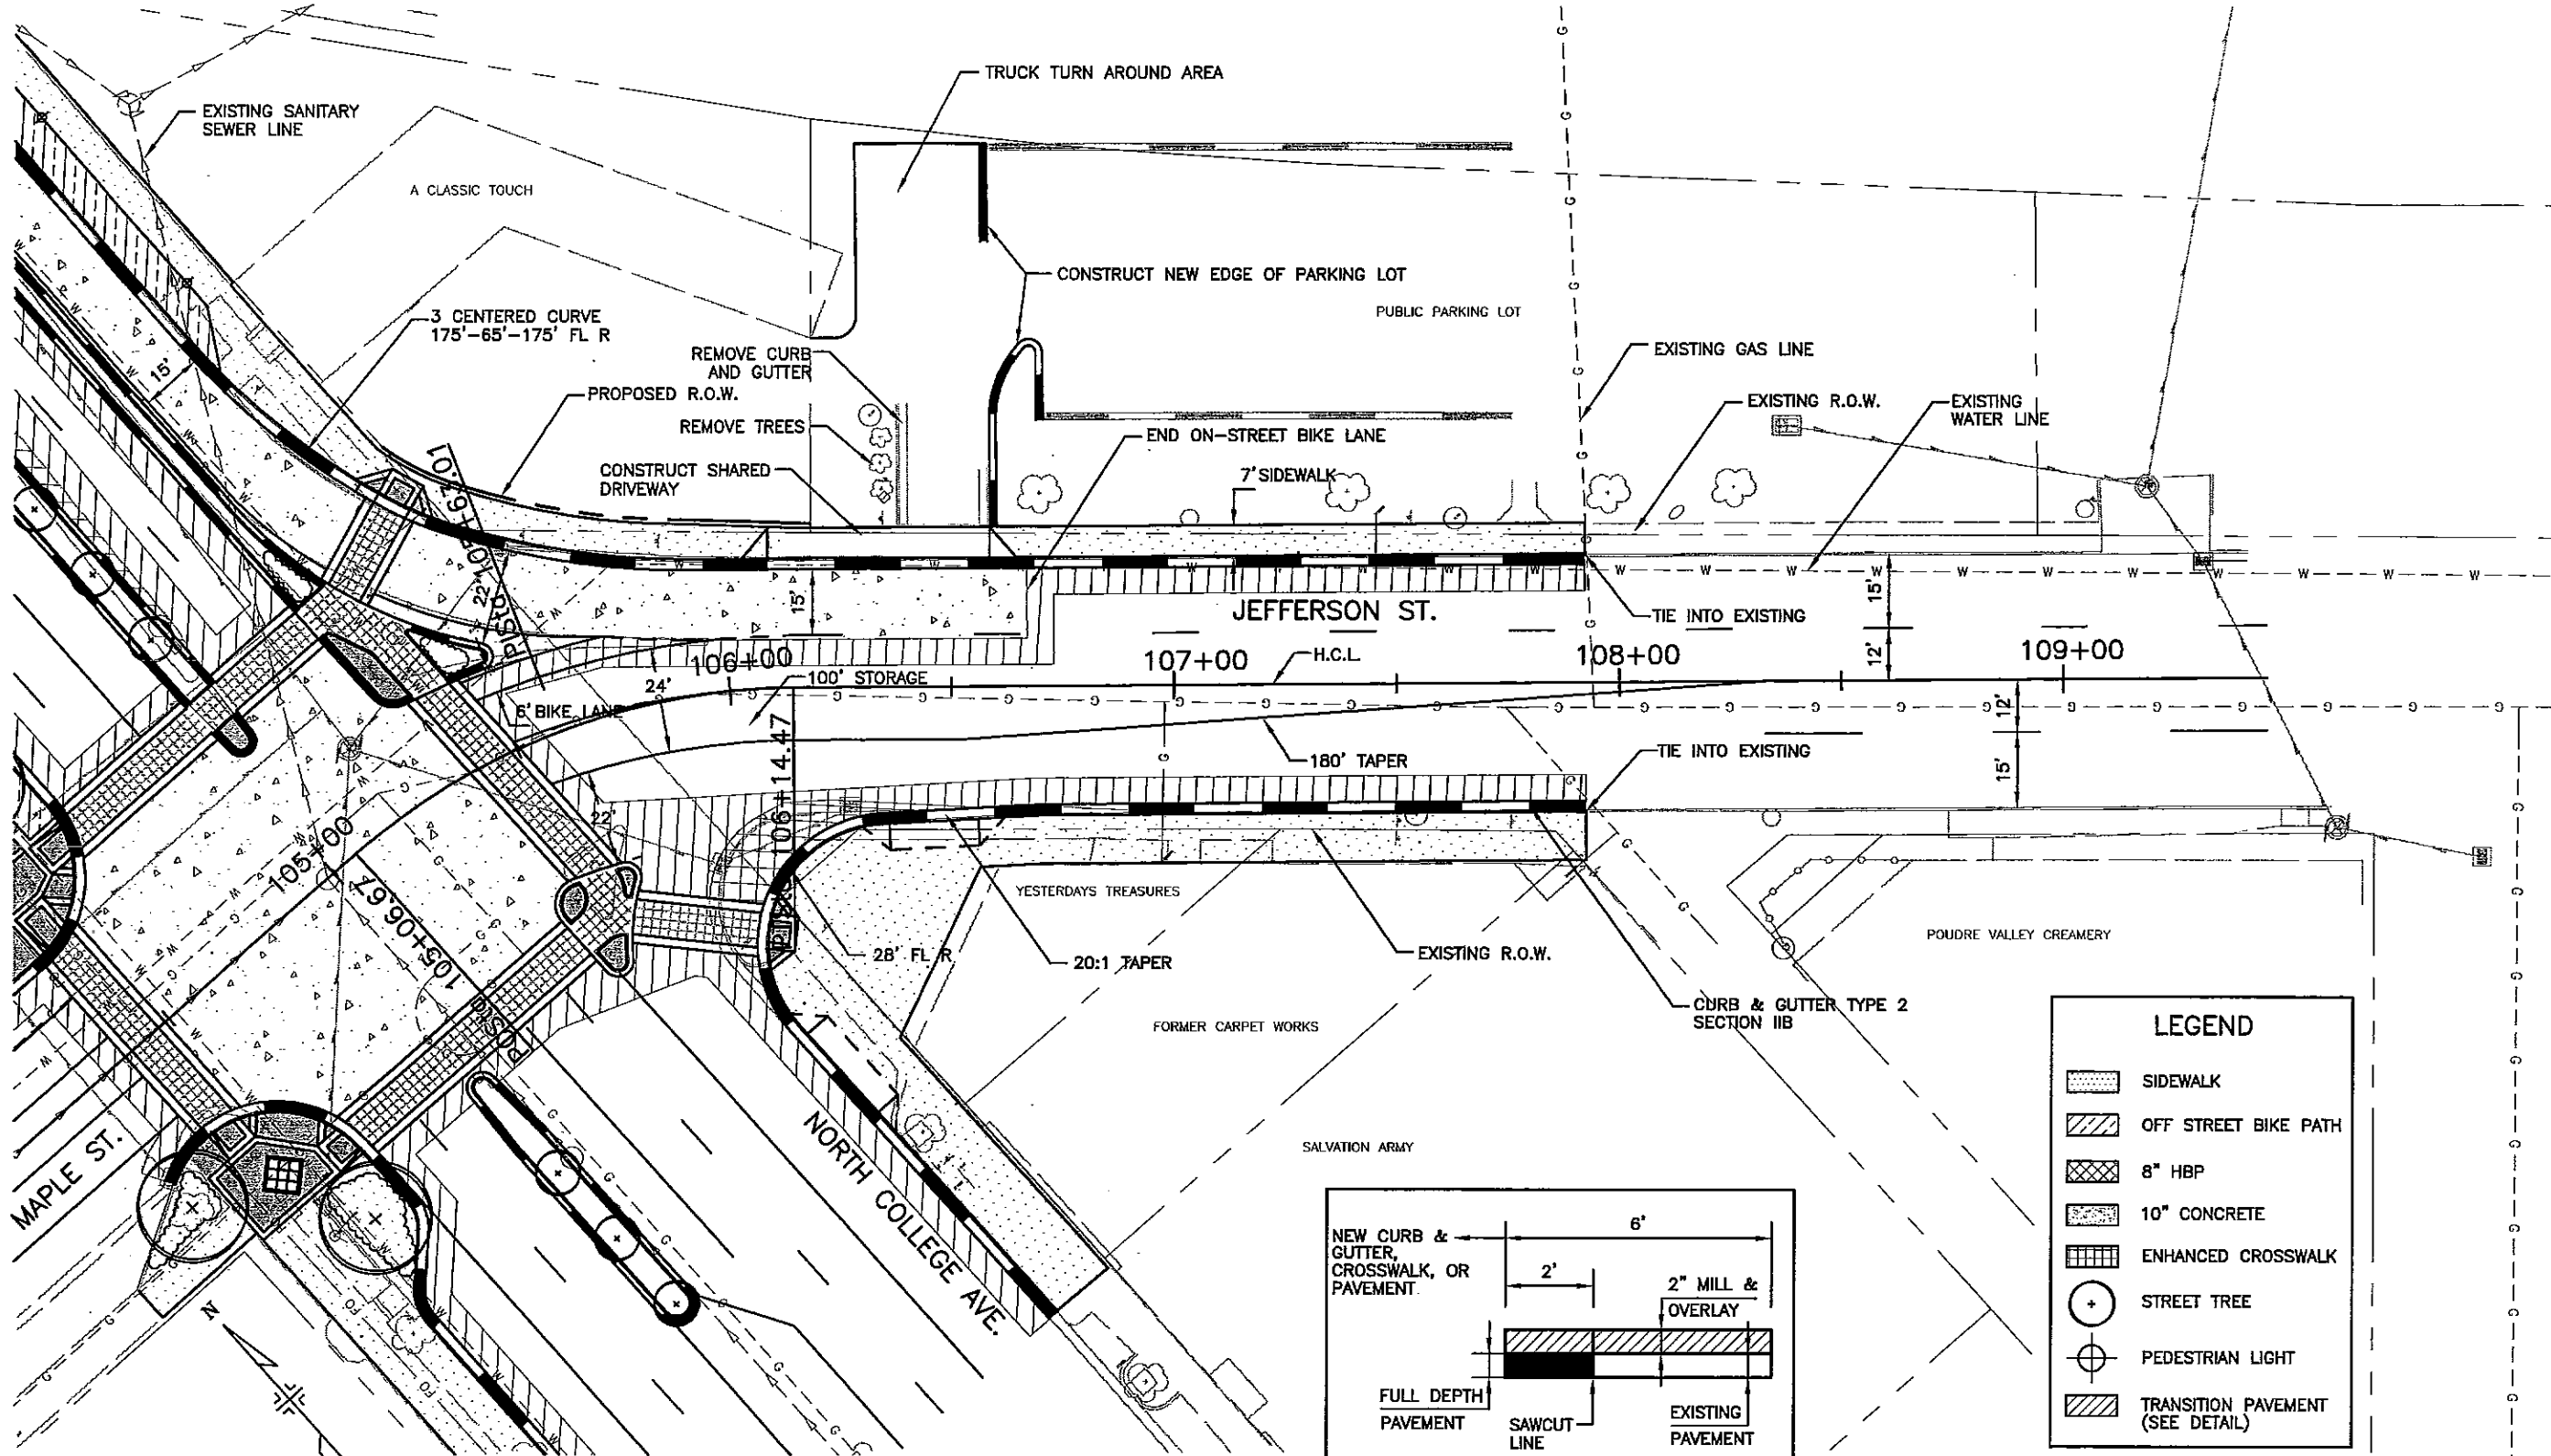 TRUCK TURN AROUND AREA
EXISTING SANITARY
SEWER LINE
A CLASSIC TOUCH
CONSTRUCT NEW EDGE OF PARKING LOT
PUBLIC PARKING LOT
3 CENTERED CURVE
175'-65'-175' FL R
15'
REMOVE CURB
AND GUTTER
EXISTING GAS LINE
PROPOSED R.O.W.
EXISTING R.O.W.
EXISTING
WATER LINE
REMOVE TREES
END ON-STREET BIKE LANE
CONSTRUCT SHARED
DRIVEWAY
7' SIDEWALK
22'
15'
JEFFERSON ST.
TIE INTO EXISTING
15'
12'
106+00
107+00
H.C.L.
108+00
109+00
24'
100' STORAGE
6' BIKE LANE
12'
15'
180' TAPER
TIE INTO EXISTING
106+14.47
22'
105+00
105+06.67
YESTERDAYS TREASURES
28' FL R
20:1 TAPER
EXISTING R.O.W.
POUDRE VALLEY CREAMERY
CURB & GUTTER TYPE 2
SECTION IIB
FORMER CARPET WORKS
SALVATION ARMY
MAPLE ST.
NORTH COLLEGE AVE.
N
NEW CURB &
GUTTER,
CROSSWALK, OR
PAVEMENT
6'
2'
2" MILL &
OVERLAY
FULL DEPTH
PAVEMENT
SAWCUT
LINE
EXISTING
PAVEMENT
LEGEND
SIDEWALK
OFF STREET BIKE PATH
8" HBP
10" CONCRETE
ENHANCED CROSSWALK
STREET TREE
PEDESTRIAN LIGHT
TRANSITION PAVEMENT
(SEE DETAIL)